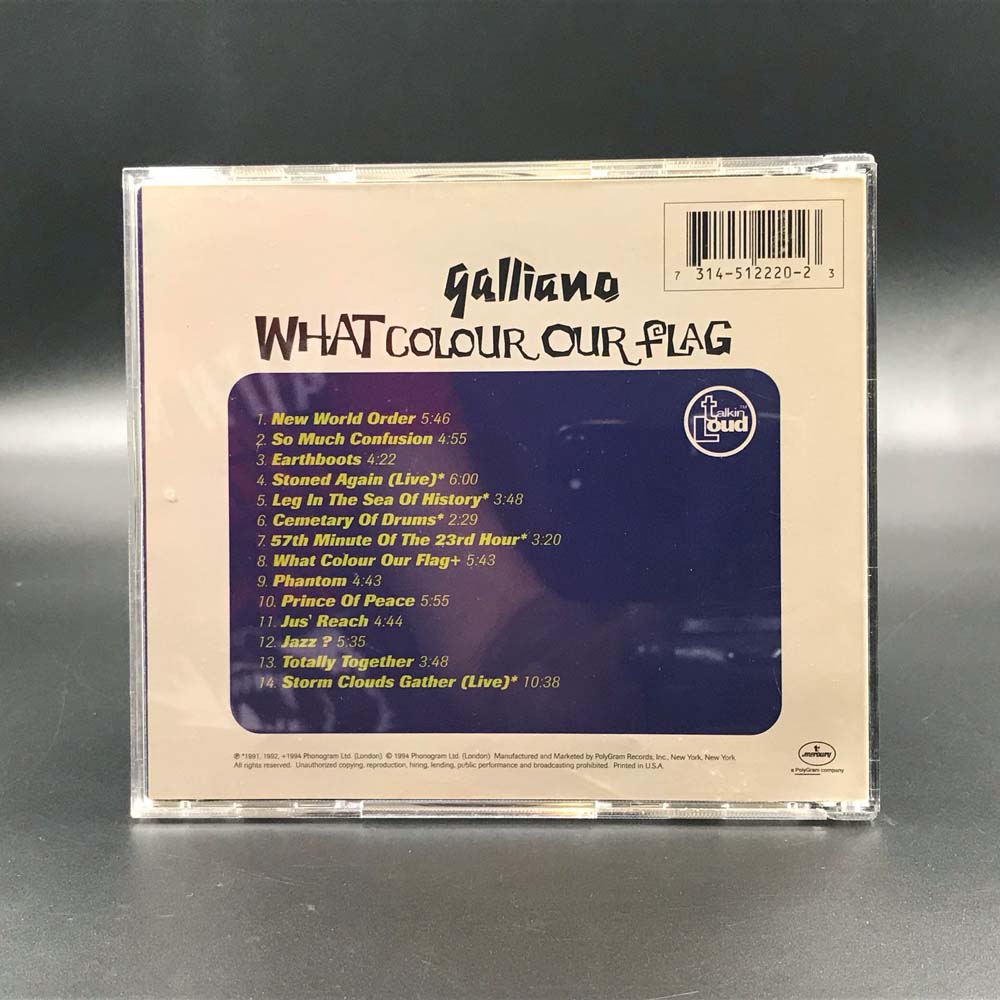 7 314-512220-2 3
galliano
WHAT COLOUR OUR FLAG
talkin Loud™
1. New World Order 5:46
2. So Much Confusion 4:55
3. Earthboots 4:22
4. Stoned Again (Live)* 6:00
5. Leg In The Sea Of History* 3:48
6. Cemetary Of Drums* 2:29
7. 57th Minute Of The 23rd Hour* 3:20
8. What Colour Our Flag+ 5:43
9. Phantom 4:43
10. Prince Of Peace 5:55
11. Jus' Reach 4:44
12. Jazz ? 5:35
13. Totally Together 3:48
14. Storm Clouds Gather (Live)* 10:38
℗ *1991, 1992, +1994 Phonogram Ltd. (London) © 1994 Phonogram Ltd. (London) Manufactured and Marketed by PolyGram Records, Inc., New York, New York
All rights reserved. Unauthorized copying, reproduction, hiring, lending, public performance and broadcasting prohibited. Printed in U.S.A.
mercury
a PolyGram company